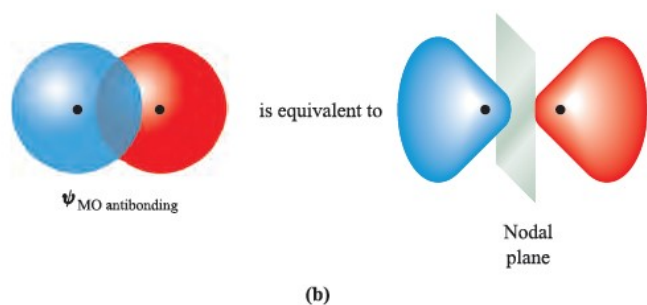 is equivalent to
ψMO antibonding
Nodal
plane
(b)